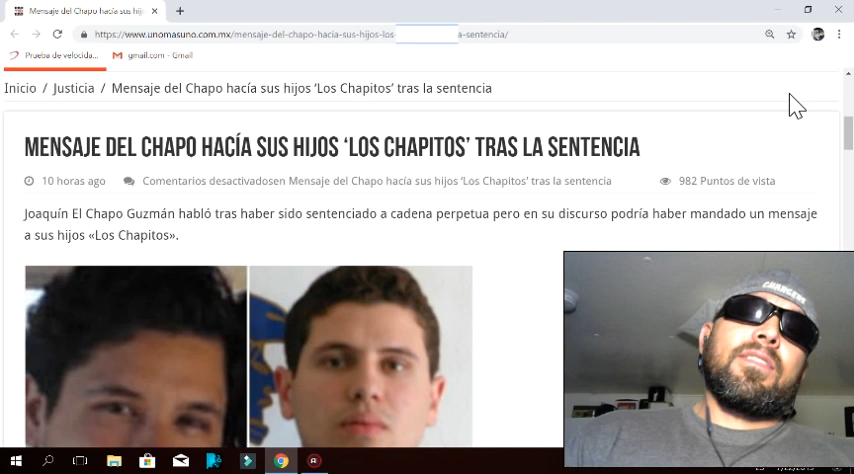 Mensaje del Chapo hacía sus hij
https://www.unomasuno.com.mx/mensaje-del-chapo-hacia-sus-hijos-los- a-sentencia/
Prueba de velocida...
gmail.com - Gmail
Inicio / Justicia / Mensaje del Chapo hacía sus hijos ‘Los Chapitos’ tras la sentencia
MENSAJE DEL CHAPO HACÍA SUS HIJOS ‘LOS CHAPITOS’ TRAS LA SENTENCIA
10 horas ago Comentarios desactivadosen Mensaje del Chapo hacía sus hijos ‘Los Chapitos’ tras la sentencia 982 Puntos de vista
Joaquín El Chapo Guzmán habló tras haber sido sentenciado a cadena perpetua pero en su discurso podría haber mandado un mensaje
a sus hijos «Los Chapitos».
CHARGERS